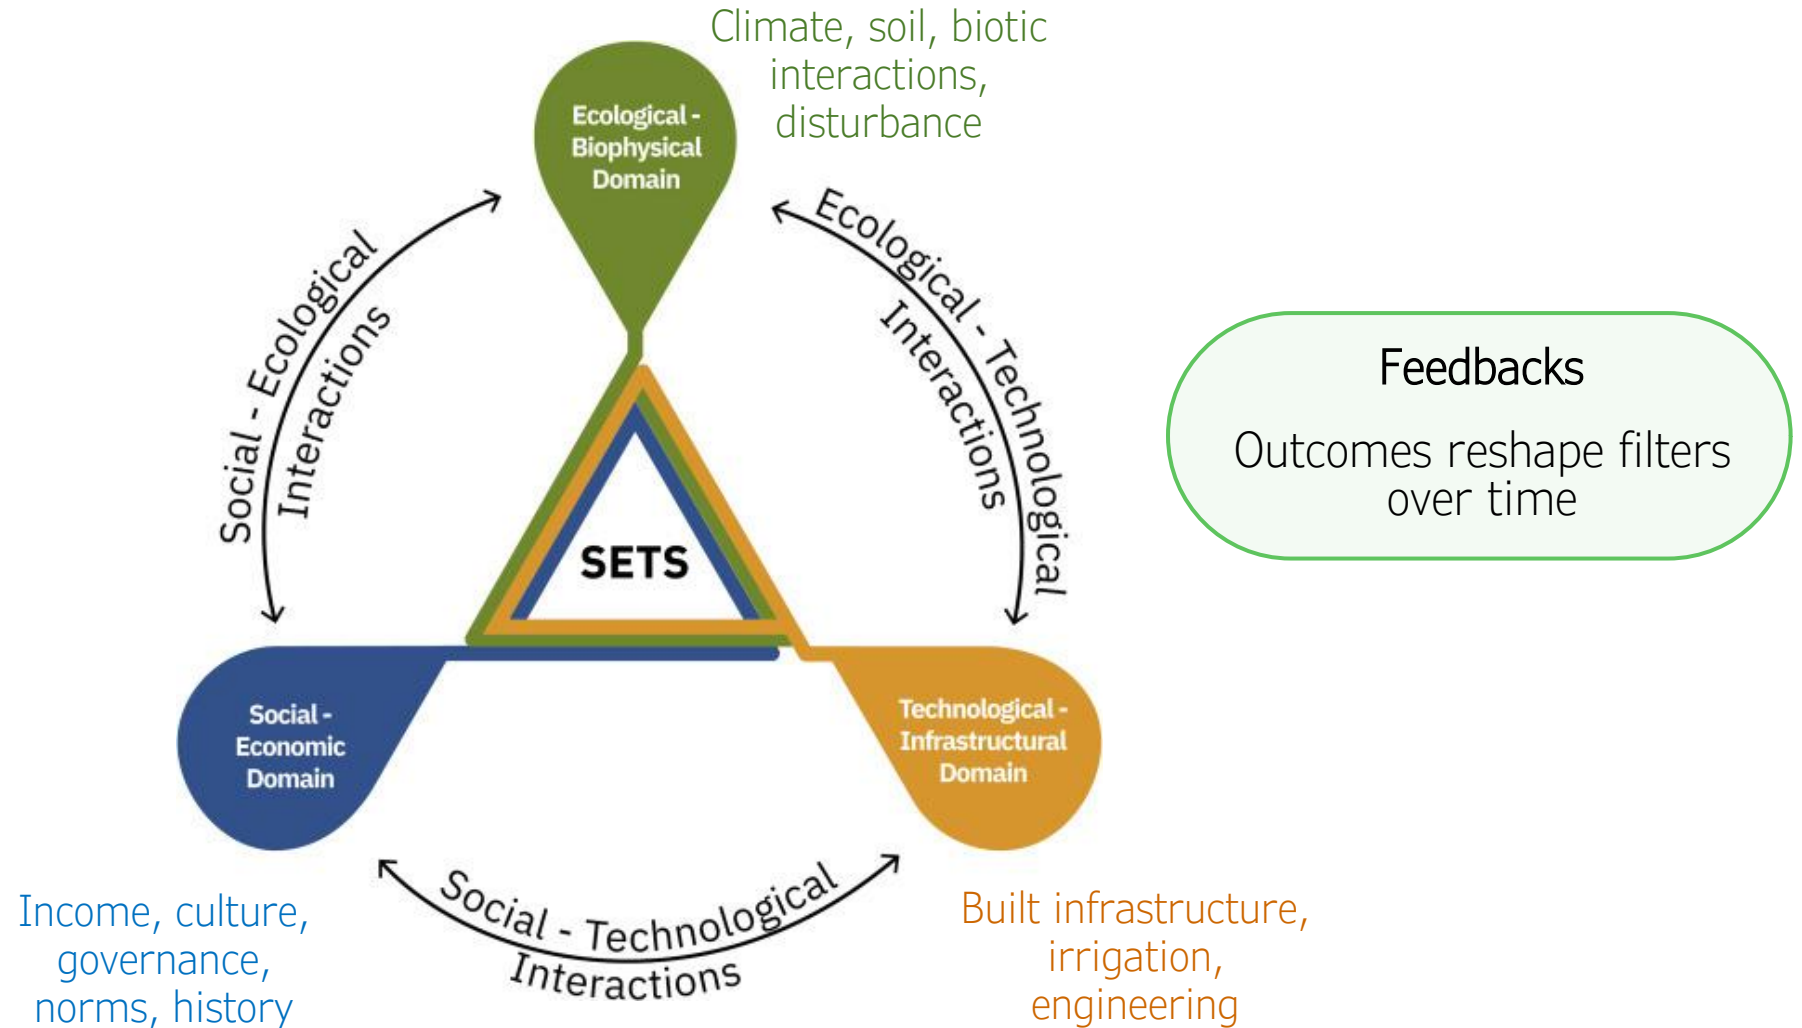 Climate, soil, biotic
interactions,
disturbance
Ecological -
Biophysical
Domain
Social - Ecological
Interactions
Ecological - Technological
Interactions
Feedbacks
Outcomes reshape filters
over time
SETS
Social -
Economic
Domain
Technological -
Infrastructural
Domain
Social - Technological
Interactions
Income, culture,
governance,
norms, history
Built infrastructure,
irrigation,
engineering